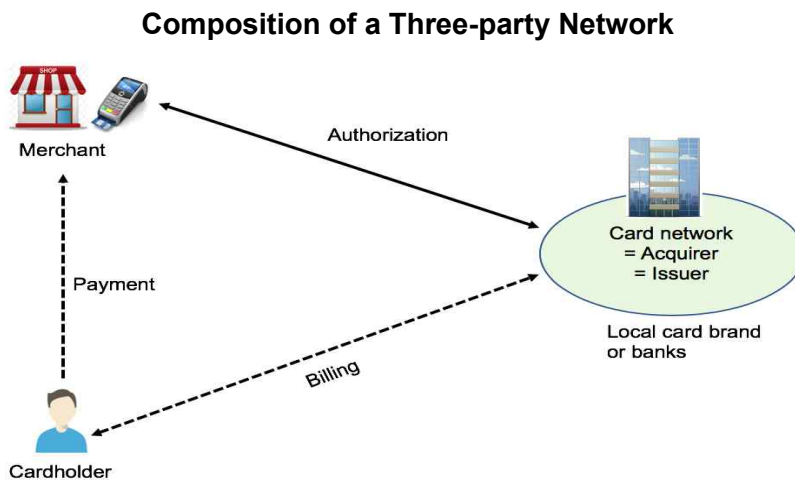 Composition of a Three-party Network
SHOP
Merchant
Authorization
Card network
= Acquirer
= Issuer
Payment
Local card brand
or banks
Billing
Cardholder